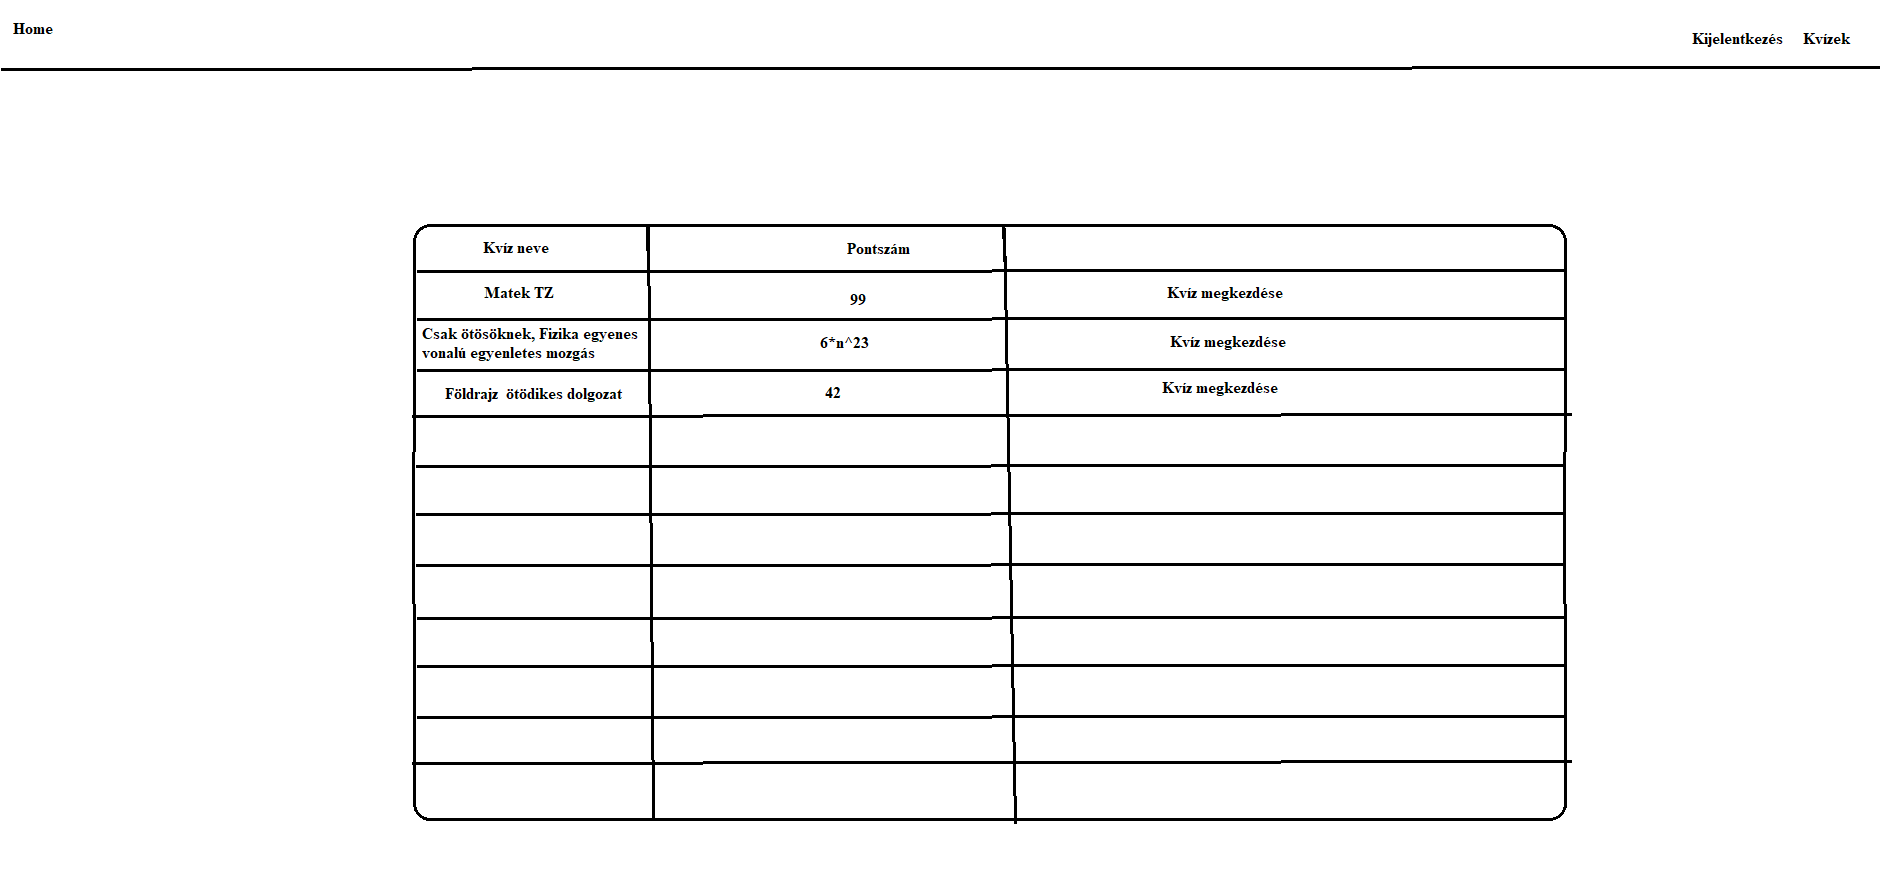 Home
Kijelentkezés Kvízek
Kvíz neve Pontszám
Matek TZ 99 Kvíz megkezdése
Csak ötösöknek, Fizika egyenes
vonalú egyenletes mozgás 6*n^23 Kvíz megkezdése
Földrajz ötödikes dolgozat 42 Kvíz megkezdése